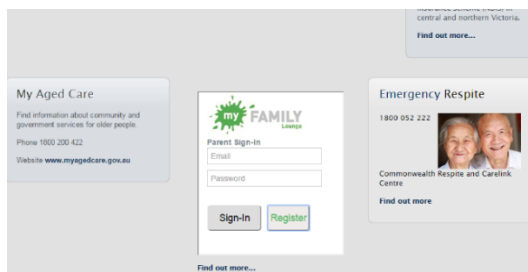 central and northern Victoria.
Find out more...
My Aged Care
Find information about community and
government services for older people.
Phone 1800 200 422
Website www.myagedcare.gov.au
my FAMILY
Lounge
Parent Sign-In
Email
Password
Sign-In
Register
Find out more...
Emergency Respite
1800 052 222
Commonwealth Respite and Carelink
Centre
Find out more